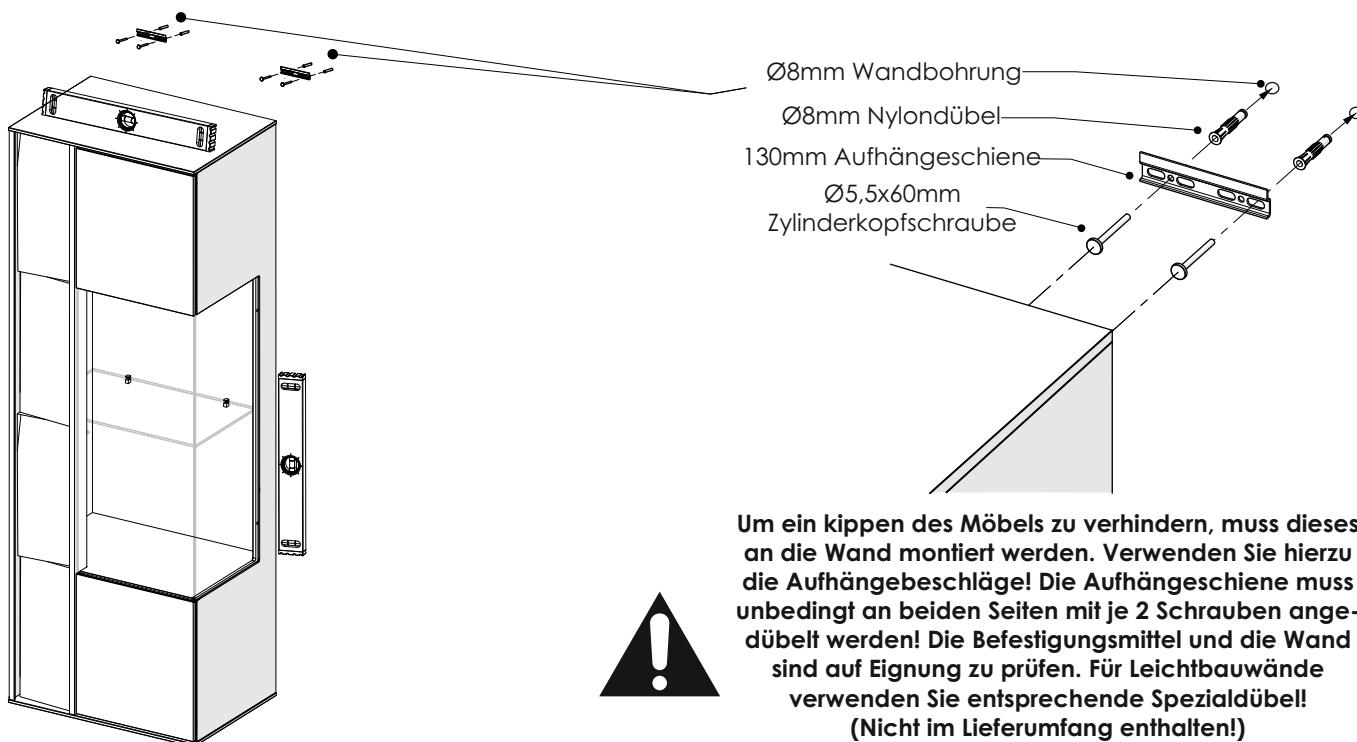 Ø8mm Wandbohrung
Ø8mm Nylondübel
130mm Aufhängeschiene
Ø5,5x60mm
Zylinderkopfschraube
Um ein kippen des Möbels zu verhindern, muss dieses
an die Wand montiert werden. Verwenden Sie hierzu
die Aufhängebeschläge! Die Aufhängeschiene muss
unbedingt an beiden Seiten mit je 2 Schrauben ange-
dübelt werden! Die Befestigungsmittel und die Wand
sind auf Eignung zu prüfen. Für Leichtbauwände
verwenden Sie entsprechende Spezialdübel!
(Nicht im Lieferumfang enthalten!)